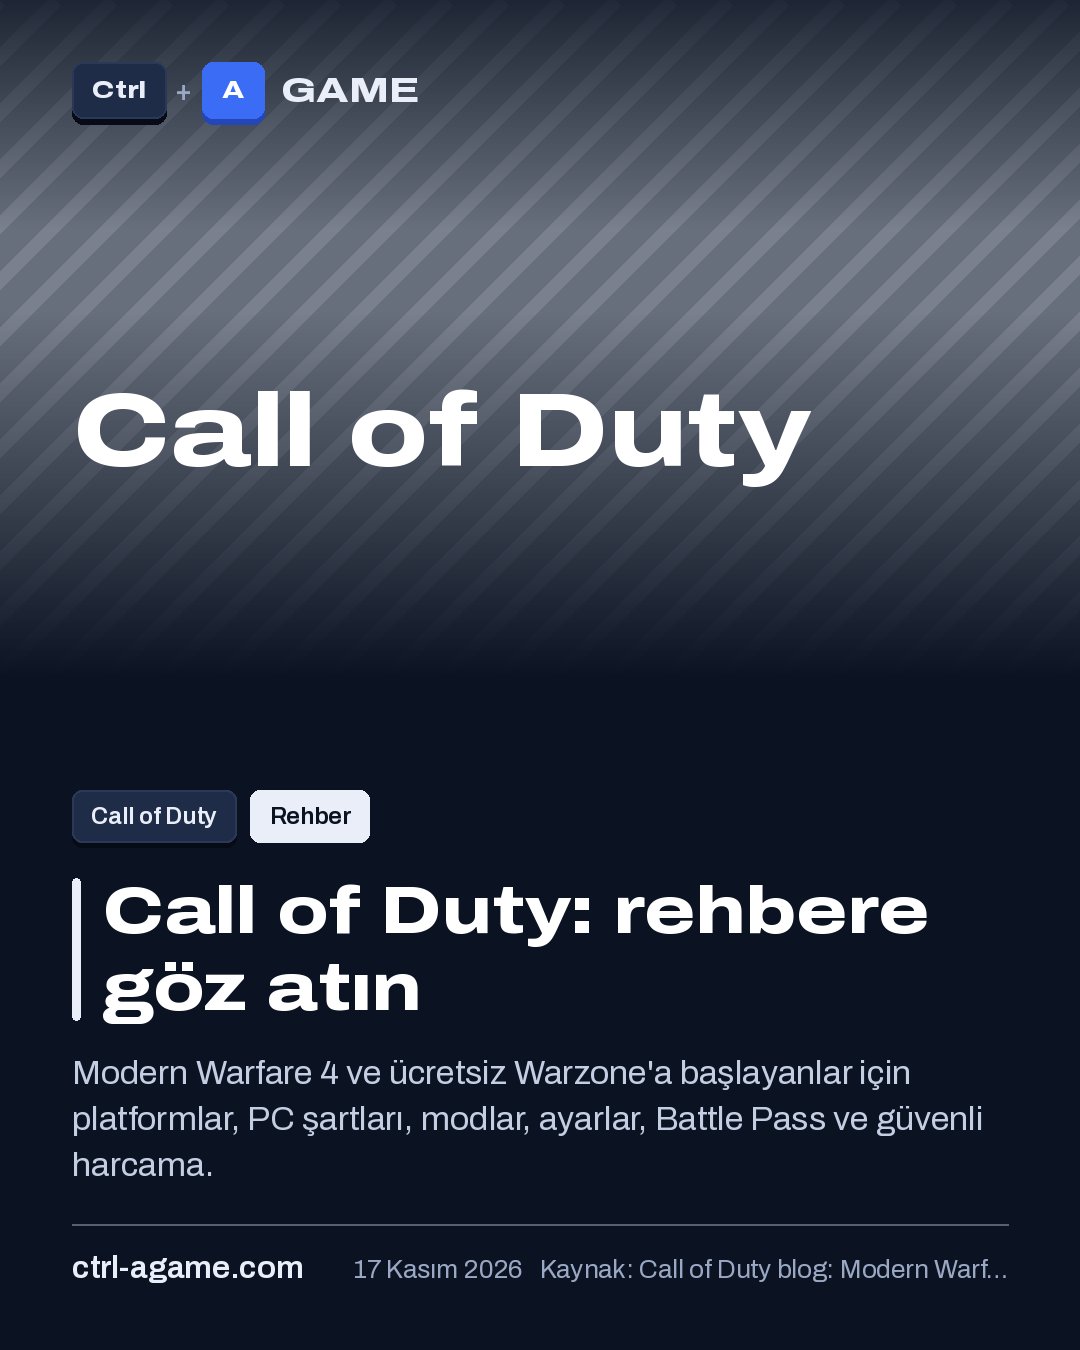 Ctrl + A GAME
Call of Duty
Call of Duty Rehber
Call of Duty: rehbere
göz atın
Modern Warfare 4 ve ücretsiz Warzone'a başlayanlar için
platformlar, PC şartları, modlar, ayarlar, Battle Pass ve güvenli
harcama.
ctrl-agame.com 17 Kasım 2026 Kaynak: Call of Duty blog: Modern Warf...